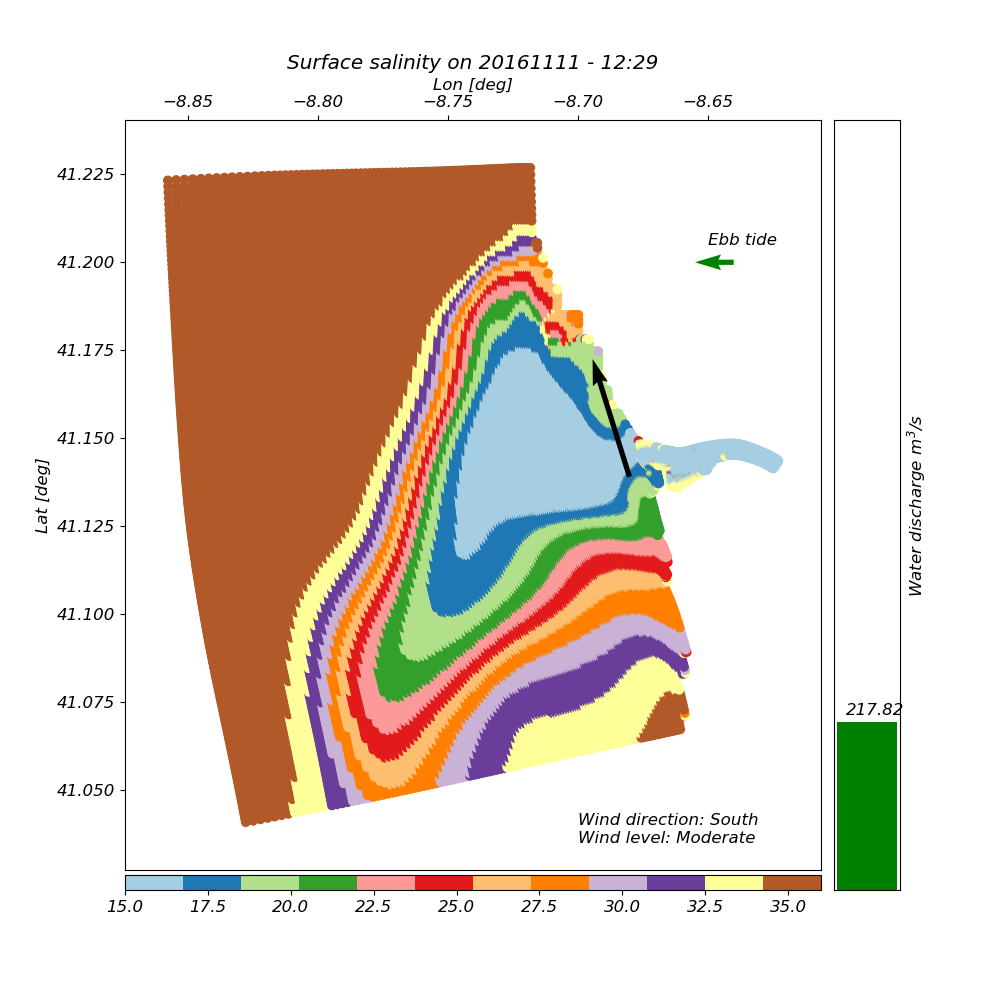 Surface salinity on 20161111 - 12:29
Lon [deg]
−8.85 −8.80 −8.75 −8.70 −8.65
41.225
Ebb tide
41.200
41.175
41.150
41.125
41.100
41.075
41.050
Lat [deg]
Water discharge m³/s
217.82
Wind direction: South
Wind level: Moderate
15.0 17.5 20.0 22.5 25.0 27.5 30.0 32.5 35.0